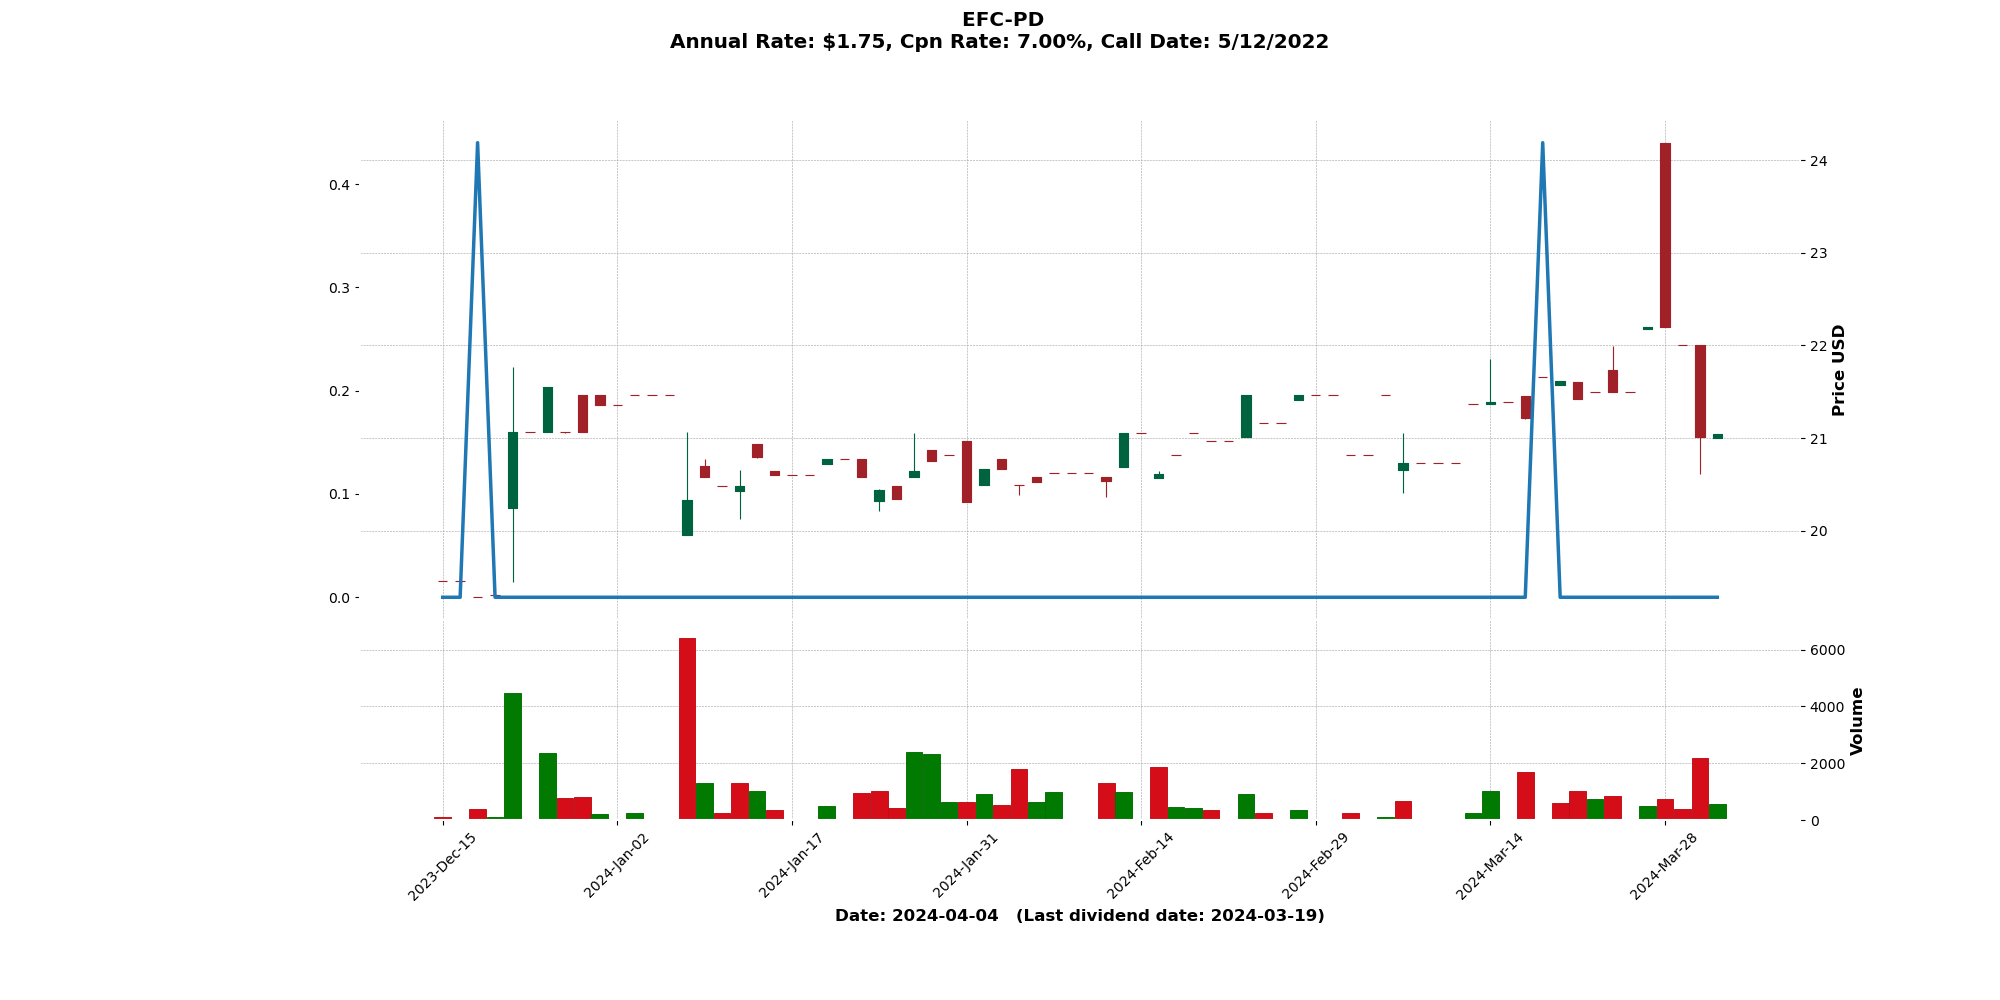 EFC-PD
Annual Rate: $1.75, Cpn Rate: 7.00%, Call Date: 5/12/2022
0.4
0.3
0.2
0.1
0.0
24
23
22
21
20
Price USD
6000
4000
2000
0
Volume
2023-Dec-15
2024-Jan-02
2024-Jan-17
2024-Jan-31
2024-Feb-14
2024-Feb-29
2024-Mar-14
2024-Mar-28
Date: 2024-04-04   (Last dividend date: 2024-03-19)